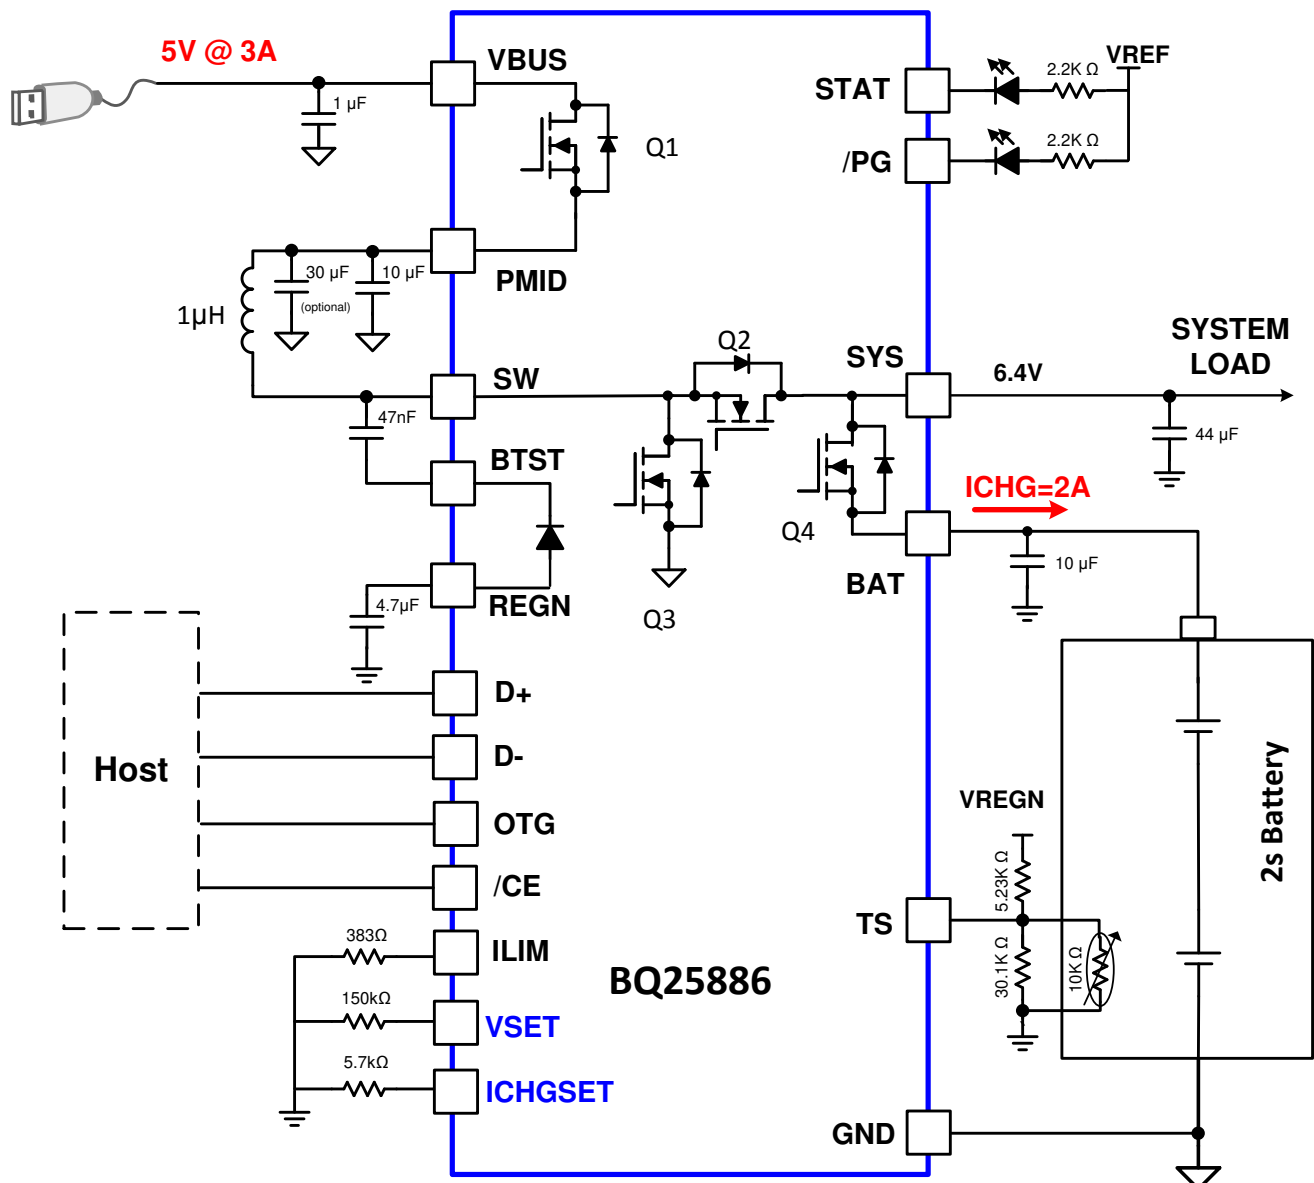 5V @ 3A
VBUS
1 µF
Q1
STAT
2.2K Ω
VREF
/PG
2.2K Ω
30 µF
(optional)
10 µF
PMID
1µH
SW
47nF
BTST
Q2
SYS
6.4V
SYSTEM
LOAD
44 µF
Q4
ICHG=2A
BAT
10 µF
Q3
4.7µF
REGN
Host
D+
D-
OTG
/CE
383Ω
ILIM
150kΩ
VSET
5.7kΩ
ICHGSET
BQ25886
VREGN
5.23K Ω
TS
30.1K Ω
10K Ω
2s Battery
GND